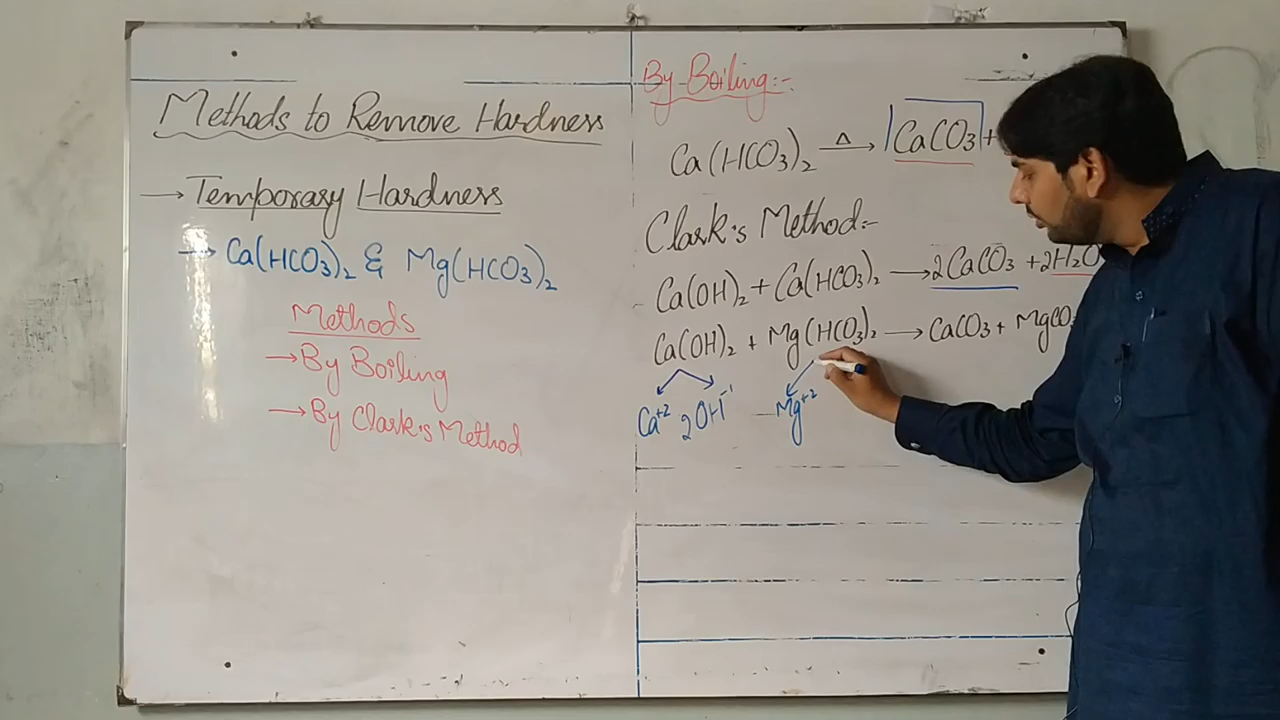 Methods to Remove Hardness
→ Temporary Hardness
→ Ca(HCO3)2 & Mg(HCO3)2
Methods
→ By Boiling
→ By Clark's Method
By Boiling:-
Ca(HCO3)2 —Δ→ CaCO3 +
Clark's Method:-
Ca(OH)2 + Ca(HCO3)2 → 2CaCO3 + 2H2O
Ca(OH)2 + Mg(HCO3)2 → CaCO3 + MgCO3
Ca+2 2OH-1 Mg+2